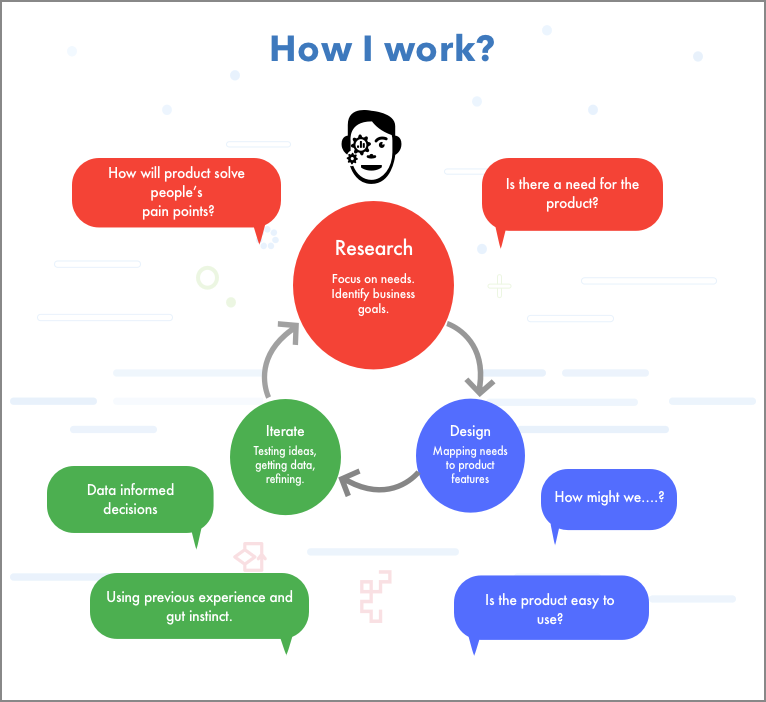 How I work?
How will product solve
people's
pain points?
Is there a need for the
product?
Research
Focus on needs.
Identify business
goals.
Iterate
Testing ideas,
getting data,
refining.
Design
Mapping needs
to product
features
Data informed
decisions
How might we....?
Using previous experience and
gut instinct.
Is the product easy to
use?